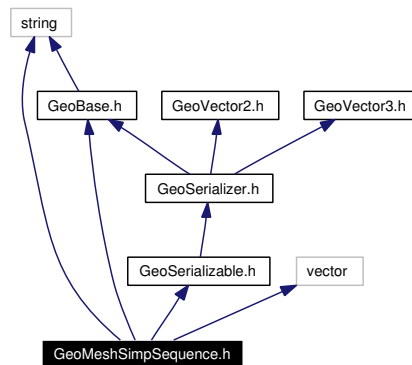 string
GeoBase.h
GeoVector2.h
GeoVector3.h
GeoSerializer.h
GeoSerializable.h
vector
GeoMeshSimpSequence.h